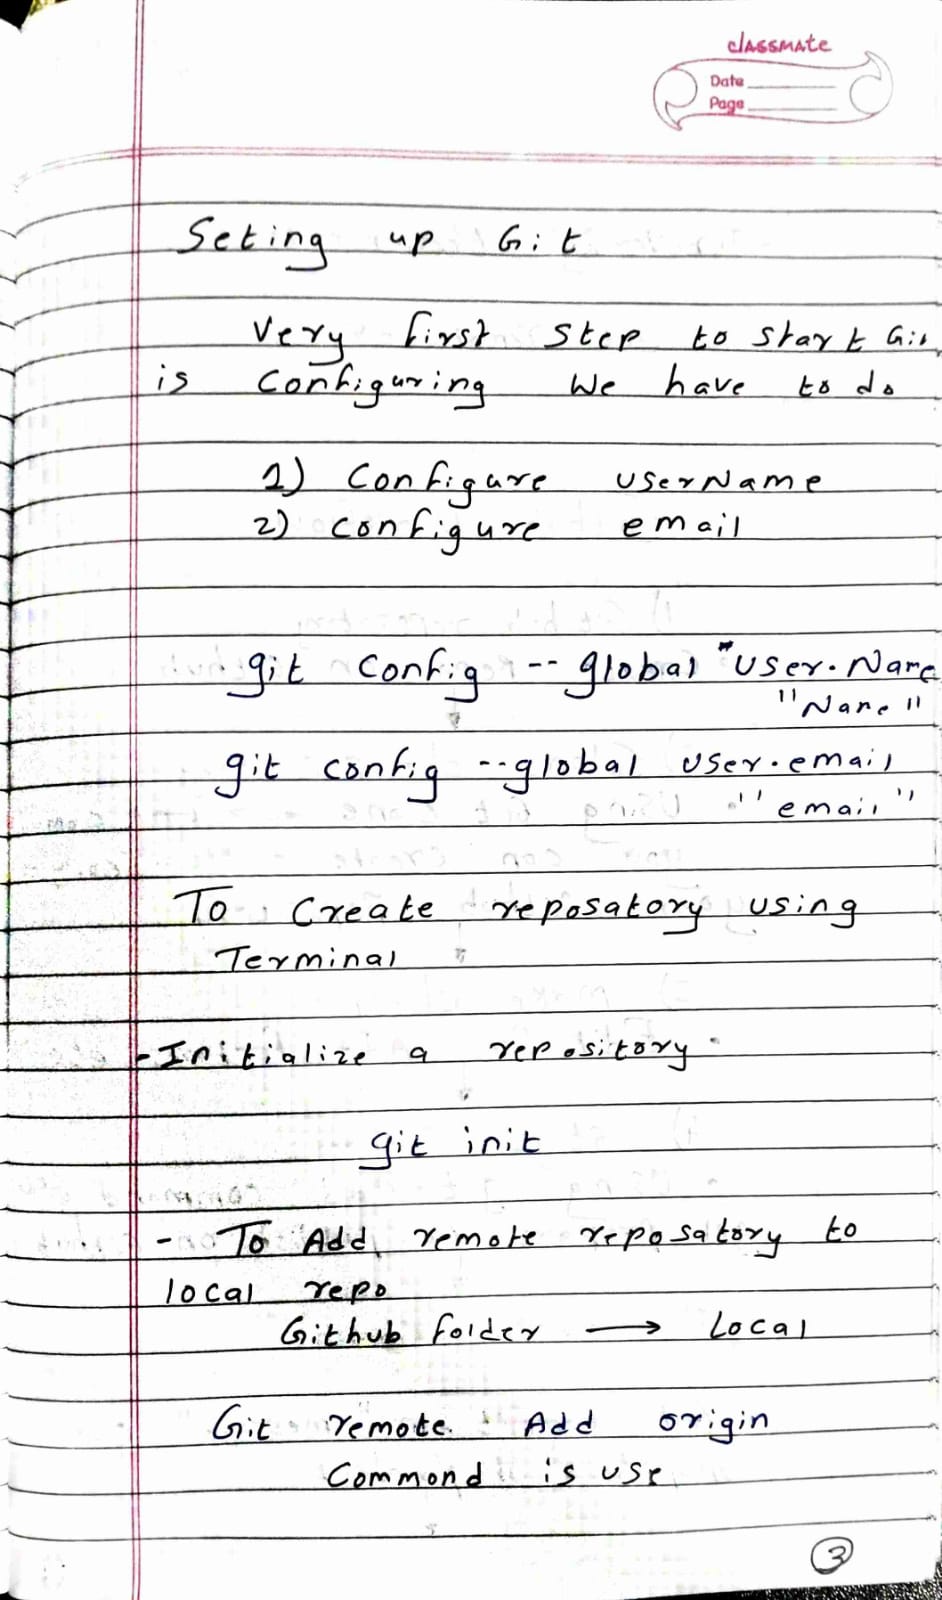 classmate
Date
Page
Seting up Git
Very first step to start Git
is configuring We have to do
1) Configure userName
2) configure email
git config -- global "user.Name
"Name"
git config --global user.email
"email"
To Create reposatory using
Terminal
- Initialize a repository
git init
- To Add remote reposatory to
local repo
Github folder → Local
Git remote Add origin
Commond is use
3